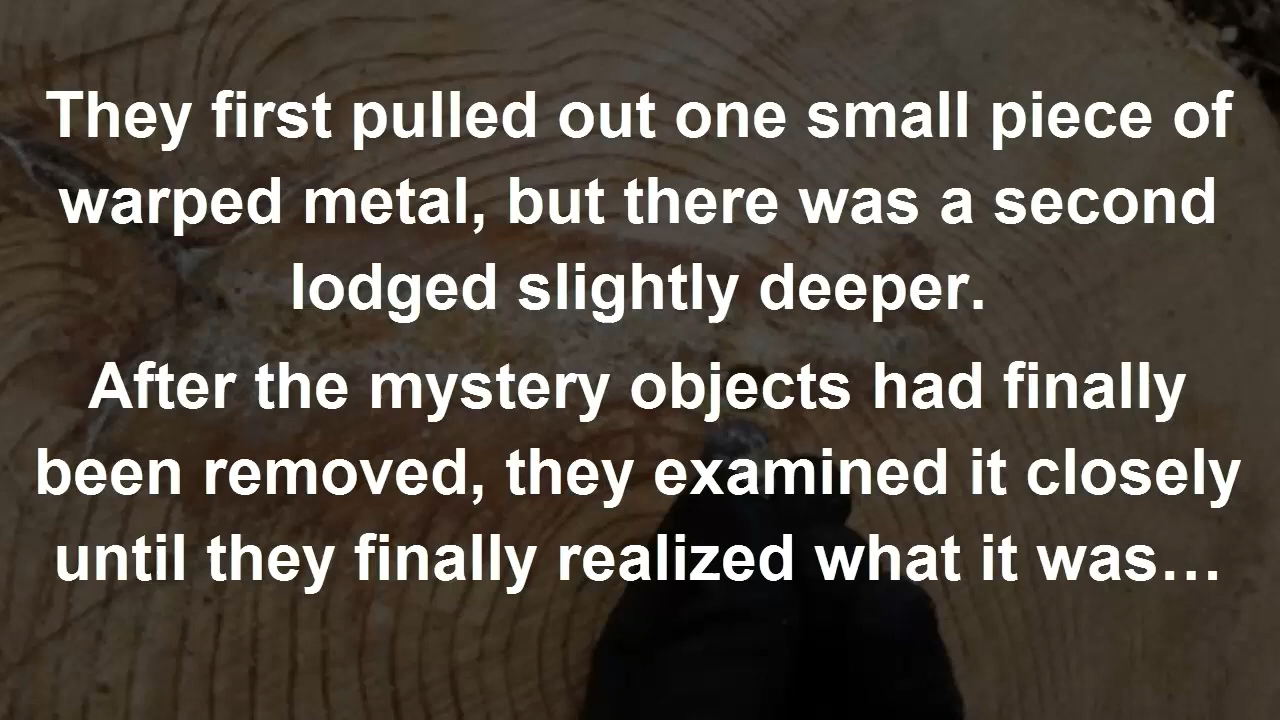 They first pulled out one small piece of
warped metal, but there was a second
lodged slightly deeper.
After the mystery objects had finally
been removed, they examined it closely
until they finally realized what it was…